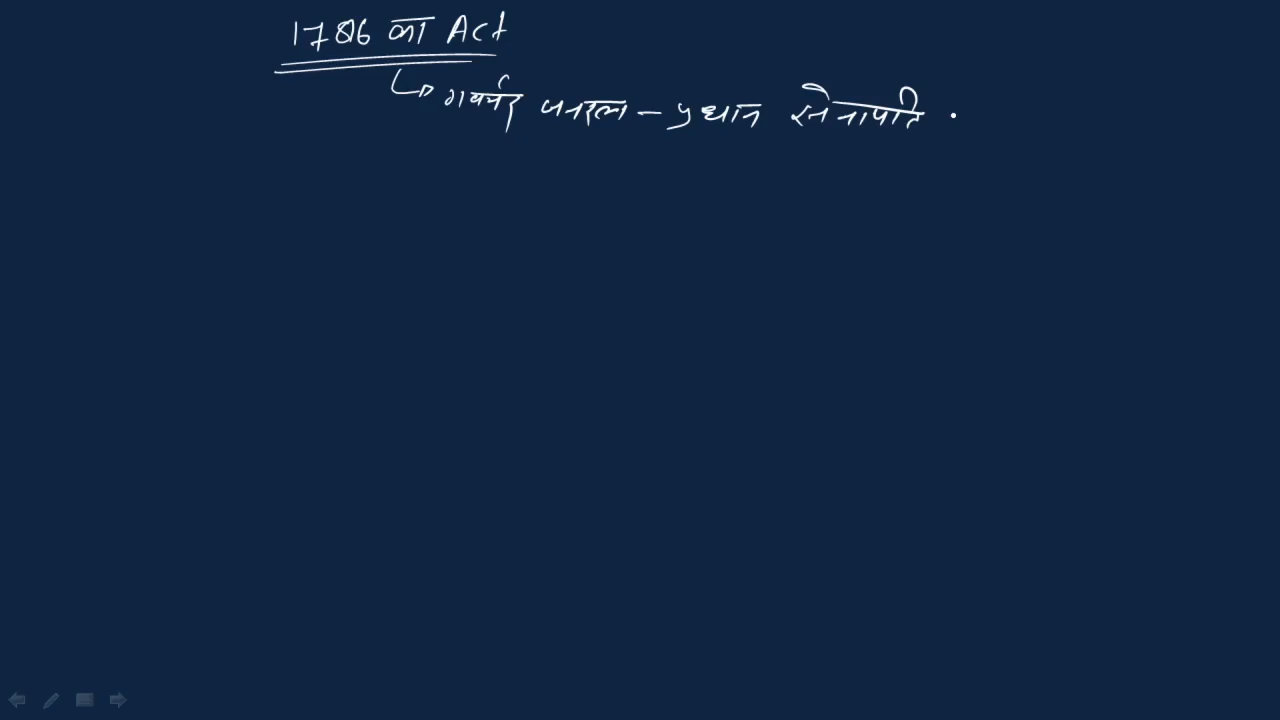 1786 का Act
↳ गवर्नर जनरल – प्रधान सेनापति .